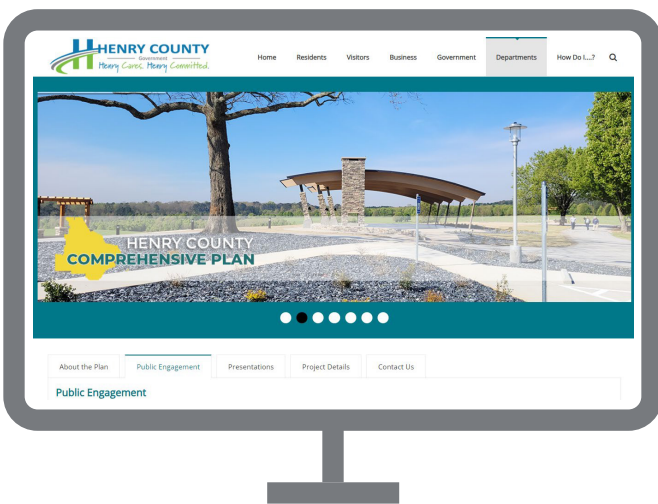 HENRY COUNTY
Government
Henry Cares, Henry Committed.
Home Residents Visitors Business Government Departments How Do I....?
HENRY COUNTY
COMPREHENSIVE PLAN
About the Plan Public Engagement Presentations Project Details Contact Us
Public Engagement